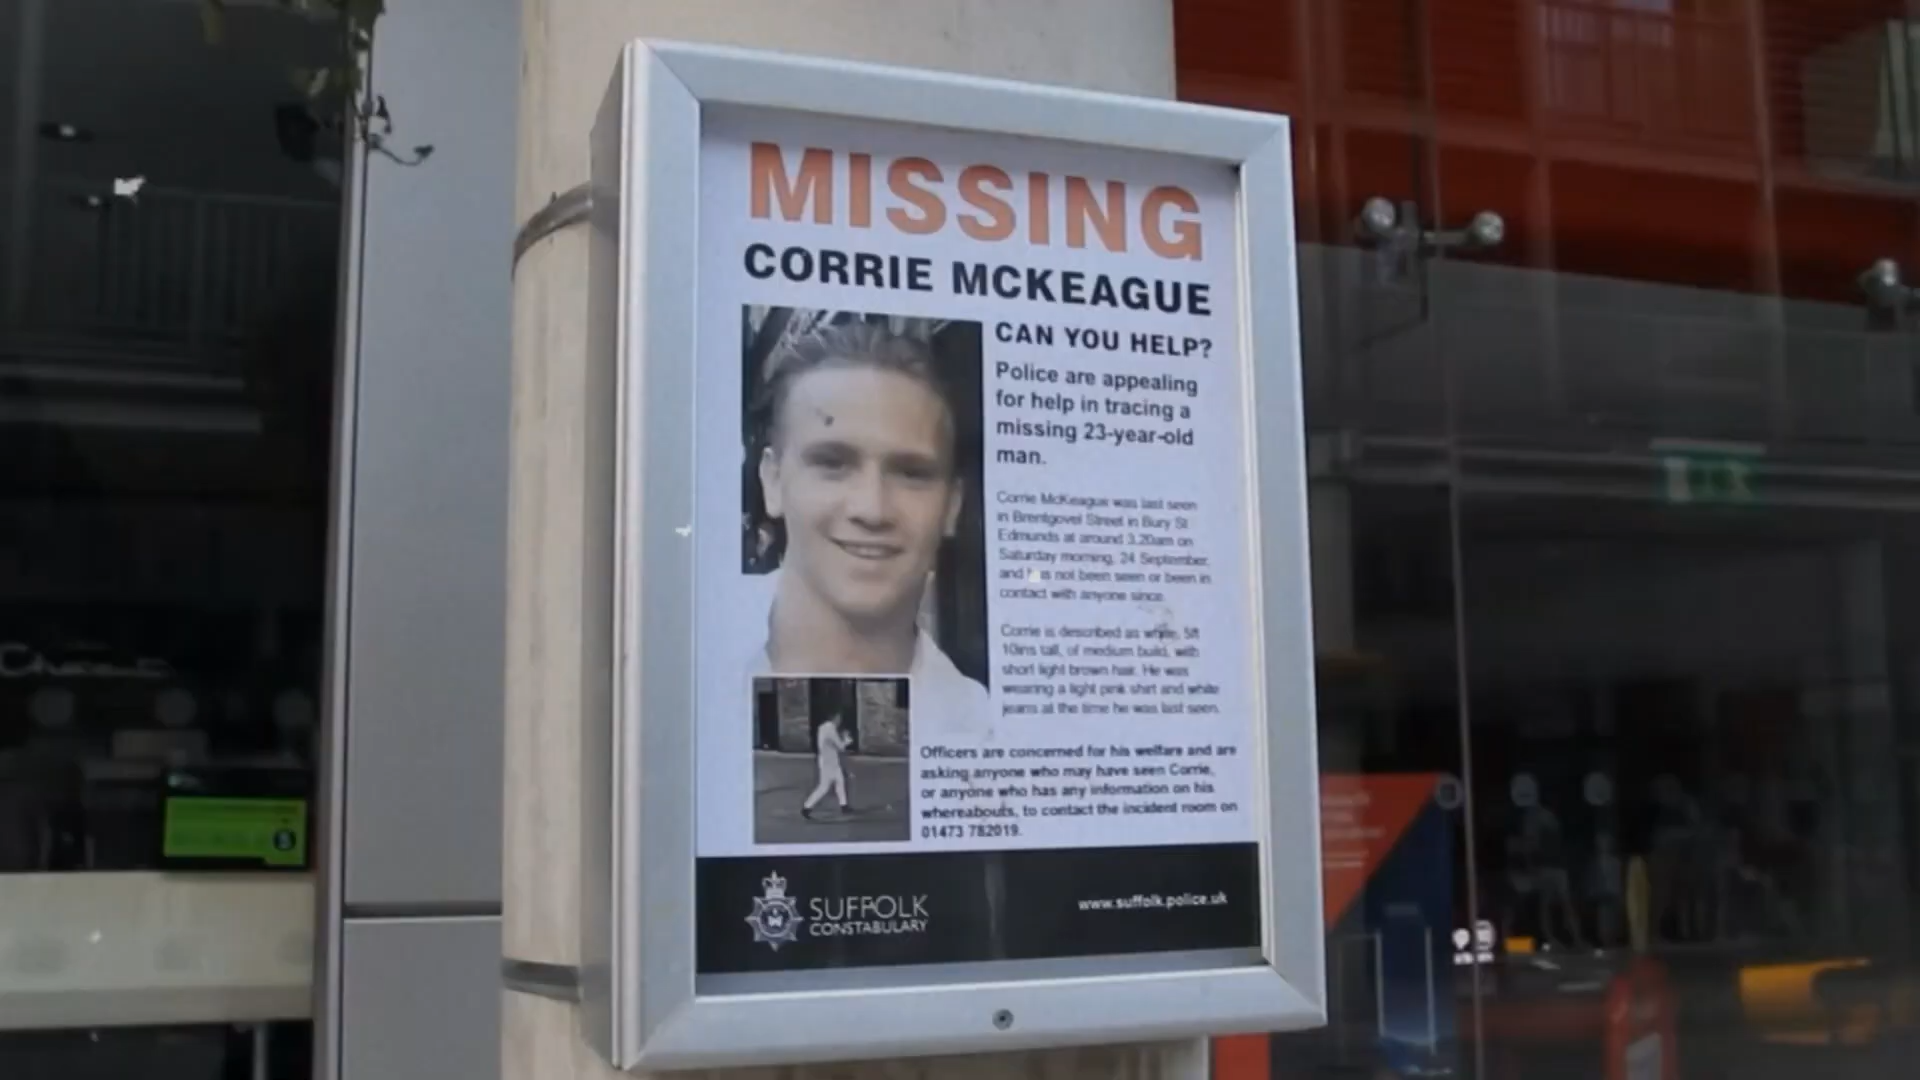 MISSING
CORRIE MCKEAGUE
CAN YOU HELP?
Police are appealing
for help in tracing a
missing 23-year-old
man.
Corrie McKeague was last seen
in Brentgovel Street in Bury St
Edmunds at around 3.20am on
Saturday morning, 24 September,
and has not been seen or been in
contact with anyone since.
Corrie is described as white, 5ft
10ins tall, of medium build, with
short light brown hair. He was
wearing a light pink shirt and white
jeans at the time he was last seen.
Officers are concerned for his welfare and are
asking anyone who may have seen Corrie,
or anyone who has any information on his
whereabouts, to contact the incident room on
01473 782019.
SUFFOLK
CONSTABULARY
www.suffolk.police.uk